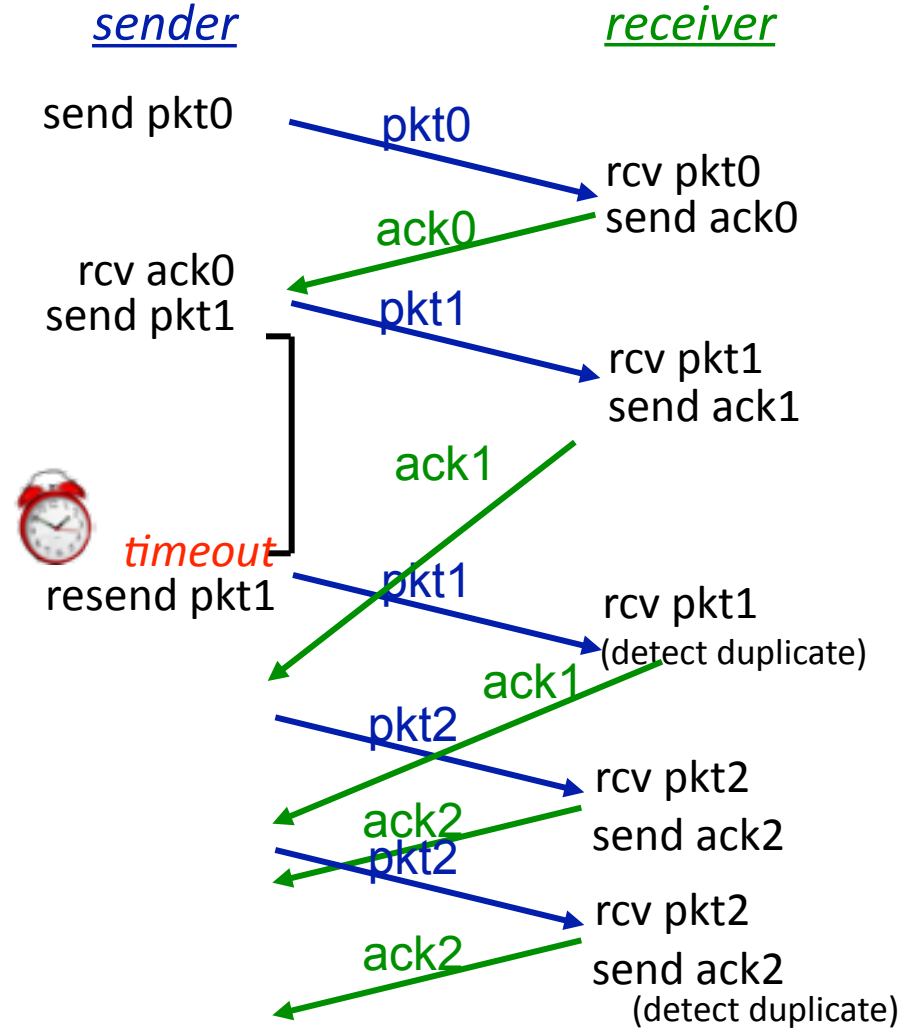 sender
receiver
send pkt0
pkt0
rcv pkt0
send ack0
ack0
rcv ack0
send pkt1
pkt1
rcv pkt1
send ack1
ack1
timeout
resend pkt1
pkt1
rcv pkt1
(detect duplicate)
ack1
pkt2
rcv pkt2
send ack2
ack2
pkt2
rcv pkt2
send ack2
(detect duplicate)
ack2